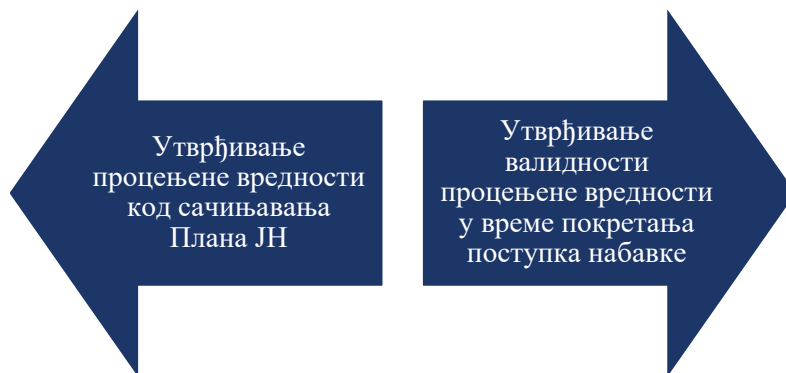 Утврђивање
процењене вредности
код сачињавања
Плана ЈН
Утврђивање
валидности
процењене вредности
у време покретања
поступка набавке